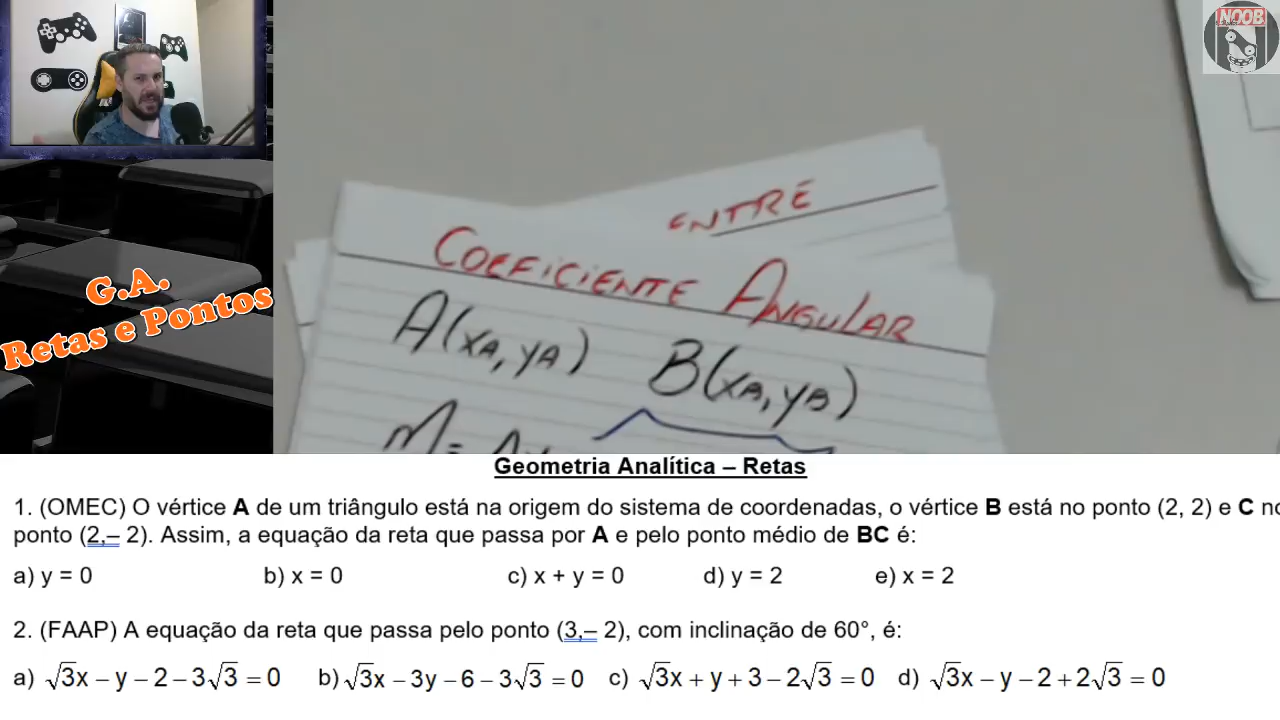 NOOB
ENTRE
COEFICIENTE ANGULAR
A(xA, yA) B(xB, yB)
M =
G.A.
Retas e Pontos
Geometria Analítica – Retas
1. (OMEC) O vértice A de um triângulo está na origem do sistema de coordenadas, o vértice B está no ponto (2, 2) e C no
ponto (2,– 2). Assim, a equação da reta que passa por A e pelo ponto médio de BC é:
a) y = 0 b) x = 0 c) x + y = 0 d) y = 2 e) x = 2
2. (FAAP) A equação da reta que passa pelo ponto (3,– 2), com inclinação de 60°, é:
a) √3x − y − 2 − 3√3 = 0 b) √3x − 3y − 6 − 3√3 = 0 c) √3x + y + 3 − 2√3 = 0 d) √3x − y − 2 + 2√3 = 0